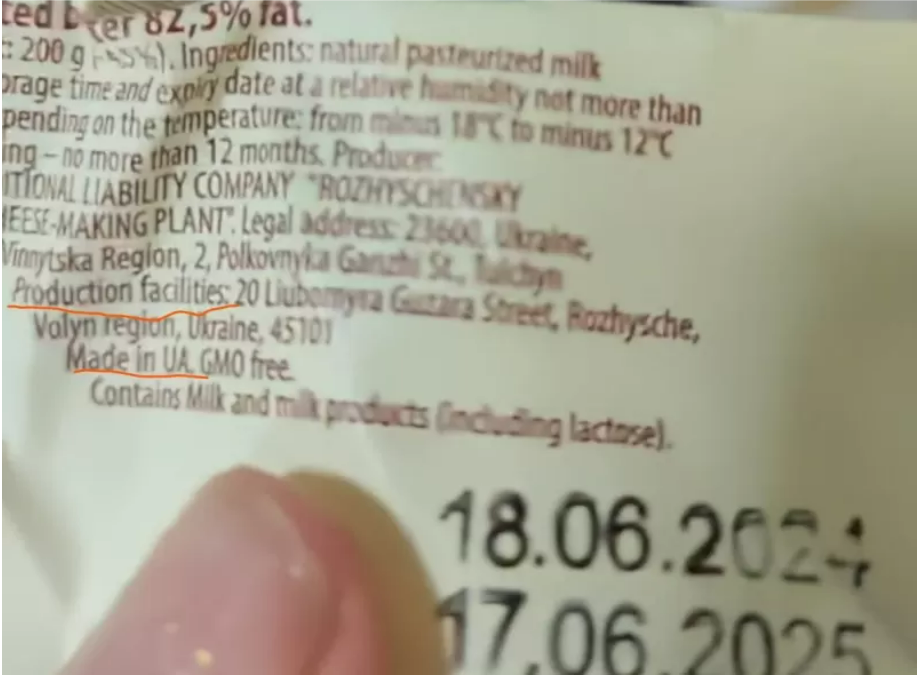 ted b er 82,5% fat.
: 200 g -4,5%). Ingredients: natural pasteurized milk
orage time and expiry date at a relative humidity not more than
pending on the temperature: from minus 18°C to minus 12°C
ing – no more than 12 months. Producer:
ITIONAL LIABILITY COMPANY "ROZHYSCHENSKY
HEESE-MAKING PLANT". Legal address: 23600, Ukraine,
Vinnytska Region, 2, Polkovnyka Ganzhi St., Tulchyn
Production facilities: 20 Liubomyra Guzara Street, Rozhysche,
Volyn region, Ukraine, 45101
Made in UA. GMO free.
Contains Milk and milk products (including lactose).
18.06.2024
17.06.2025